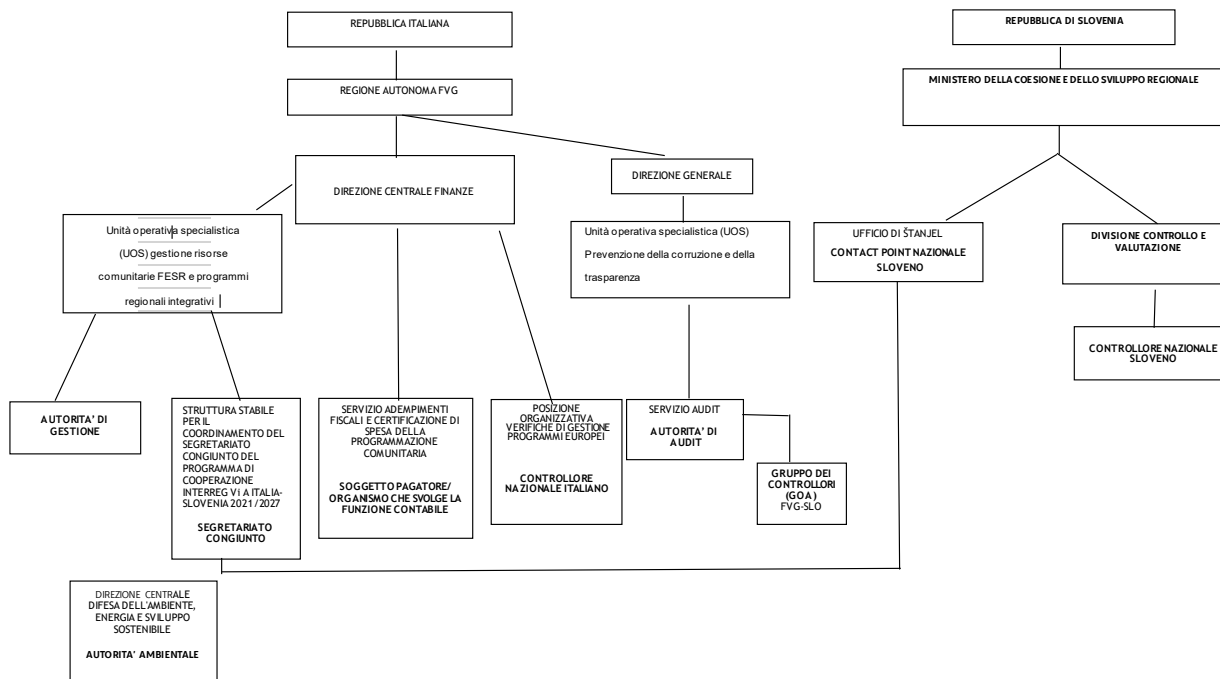 REPUBBLICA ITALIANA
REPUBBLICA DI SLOVENIA
REGIONE AUTONOMA FVG
MINISTERO DELLA COESIONE E DELLO SVILUPPO REGIONALE
DIREZIONE CENTRALE FINANZE
DIREZIONE GENERALE
Unità operativa specialistica
(UOS) gestione risorse
comunitarie FESR e programmi
regionali integrativi
Unità operativa specialistica (UOS)
Prevenzione della corruzione e della
trasparenza
UFFICIO DI ŠTANJEL
CONTACT POINT NAZIONALE
SLOVENO
DIVISIONE CONTROLLO E
VALUTAZIONE
CONTROLLORE NAZIONALE
SLOVENO
AUTORITA' DI
GESTIONE
STRUTTURA STABILE
PER IL
COORDINAMENTO DEL
SEGRETARIATO
CONGIUNTO DEL
PROGRAMMA DI
COOPERAZIONE
INTERREG Vi A ITALIA-
SLOVENIA 2021/2027
SEGRETARIATO
CONGIUNTO
SERVIZIO ADEMPIMENTI
FISCALI E CERTIFICAZIONE DI
SPESA DELLA
PROGRAMMAZIONE
COMUNITARIA
SOGGETTO PAGATORE/
ORGANISMO CHE SVOLGE LA
FUNZIONE CONTABILE
POSIZIONE
ORGANIZZATIVA
VERIFICHE DI GESTIONE
PROGRAMMI EUROPEI
CONTROLLORE
NAZIONALE ITALIANO
SERVIZIO AUDIT
AUTORITA' DI
AUDIT
GRUPPO DEI
CONTROLLORI
(GOA)
FVG-SLO
DIREZIONE CENTRALE
DIFESA DELL'AMBIENTE,
ENERGIA E SVILUPPO
SOSTENIBILE
AUTORITA' AMBIENTALE